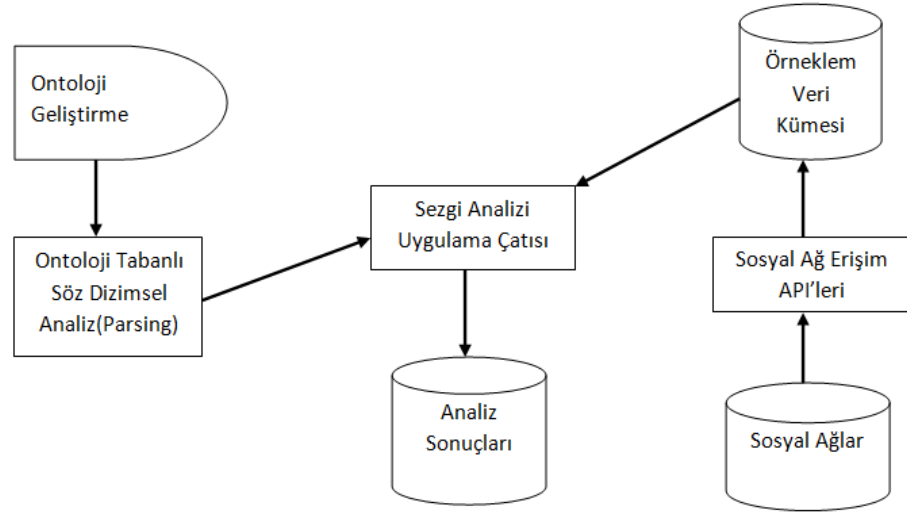 Ontoloji
Geliştirme
Örneklem
Veri
Kümesi
Sezgi Analizi
Uygulama Çatısı
Ontoloji Tabanlı
Söz Dizimsel
Analiz(Parsing)
Sosyal Ağ Erişim
API’leri
Analiz
Sonuçları
Sosyal Ağlar